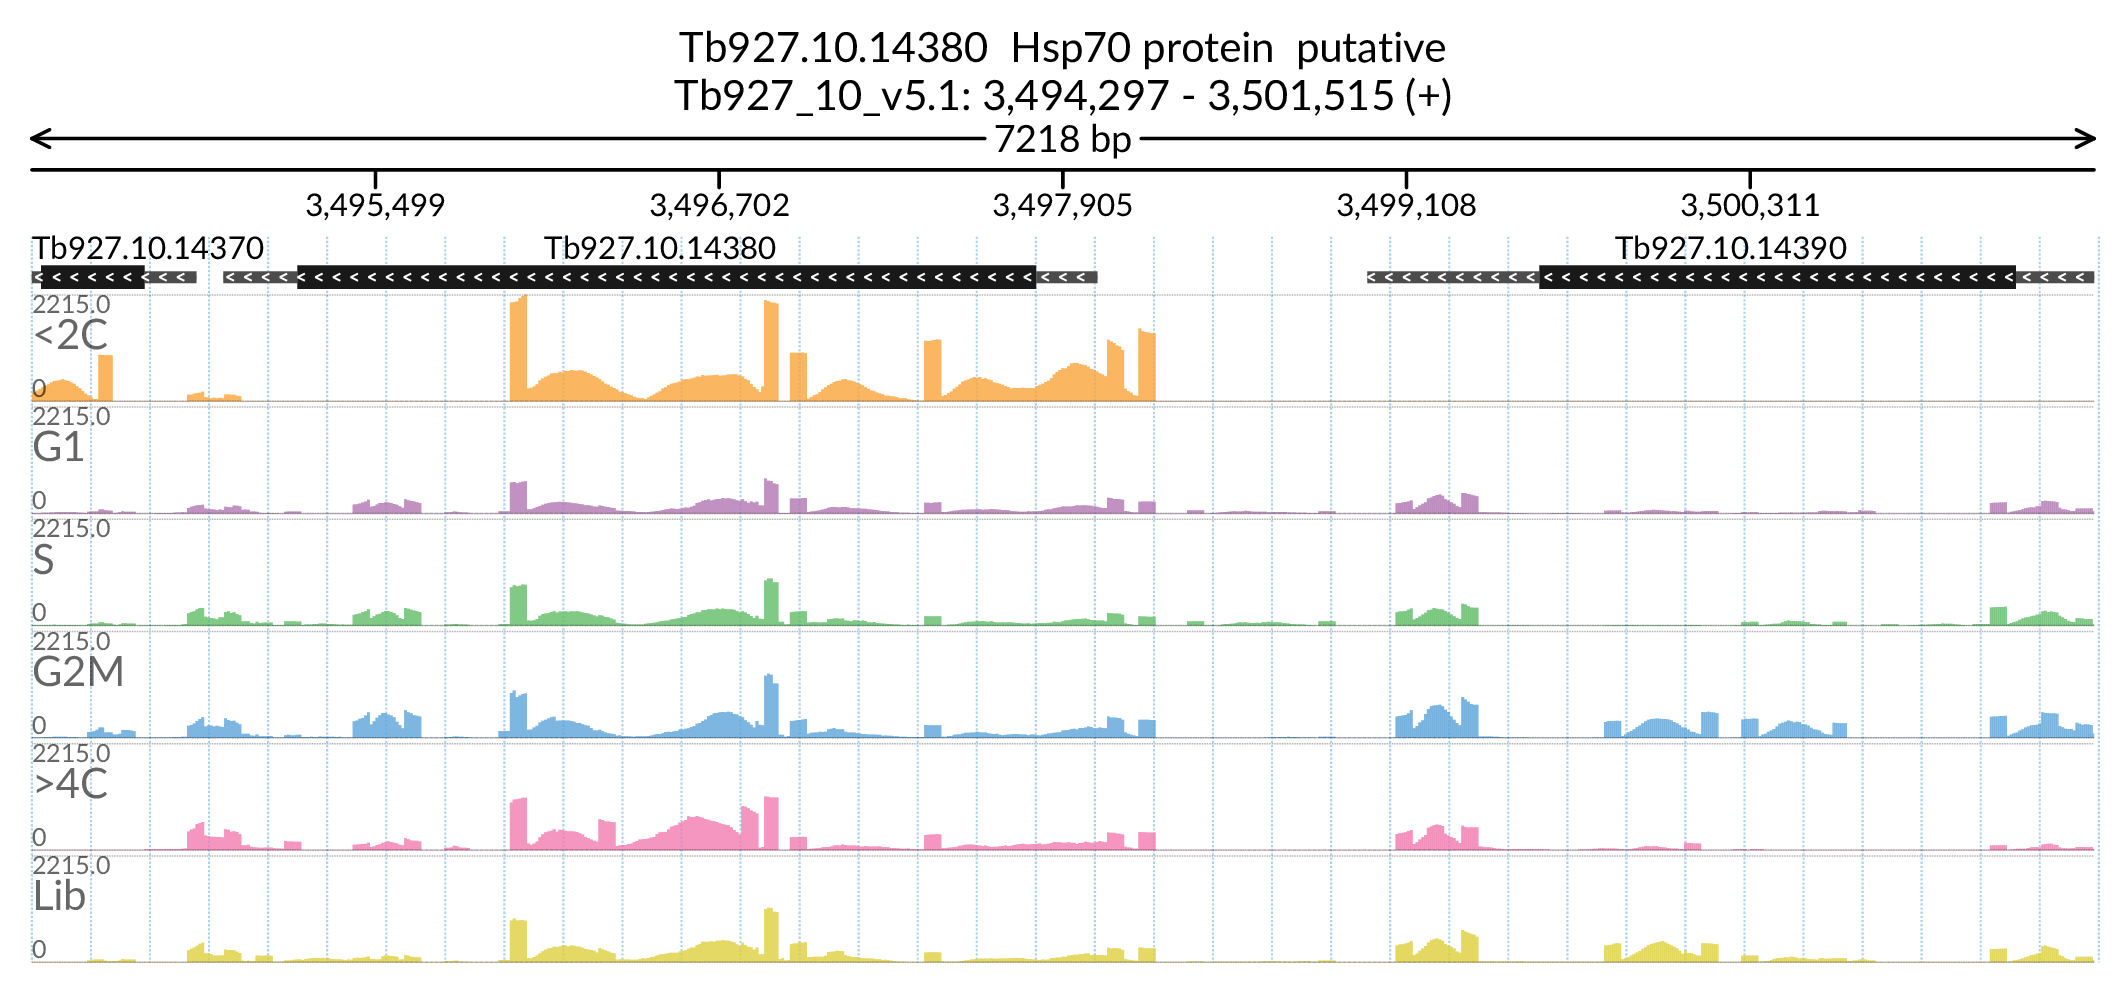 Tb927.10.14380  Hsp70 protein  putative
Tb927_10_v5.1: 3,494,297 - 3,501,515 (+)
7218 bp
3,495,499 3,496,702 3,497,905 3,499,108 3,500,311
Tb927.10.14370 Tb927.10.14380 Tb927.10.14390
2215.0
<2C
0
2215.0
G1
0
2215.0
S
0
2215.0
G2M
0
2215.0
>4C
0
2215.0
Lib
0